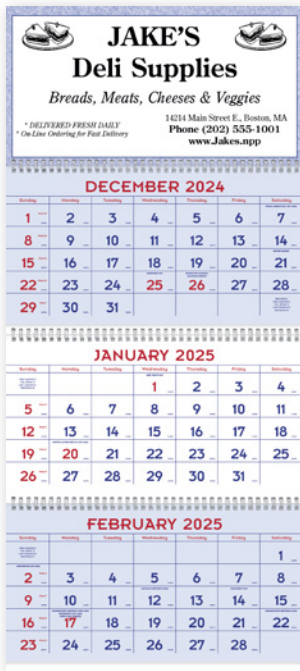 JAKE'S
Deli Supplies
Breads, Meats, Cheeses & Veggies
* DELIVERED FRESH DAILY
* On-Line Ordering for Fast Delivery
14214 Main Street E., Boston, MA
Phone (202) 555-1001
www.Jakes.npp
DECEMBER 2024
Sunday Monday Tuesday Wednesday Thursday Friday Saturday
1 2 3 4 5 6 7
8 9 10 11 12 13 14
15 16 17 18 19 20 21
22 23 24 25 26 27 28
29 30 31
JANUARY 2025
Sunday Monday Tuesday Wednesday Thursday Friday Saturday
1 2 3 4
5 6 7 8 9 10 11
12 13 14 15 16 17 18
19 20 21 22 23 24 25
26 27 28 29 30 31
FEBRUARY 2025
Sunday Monday Tuesday Wednesday Thursday Friday Saturday
1
2 3 4 5 6 7 8
9 10 11 12 13 14 15
16 17 18 19 20 21 22
23 24 25 26 27 28